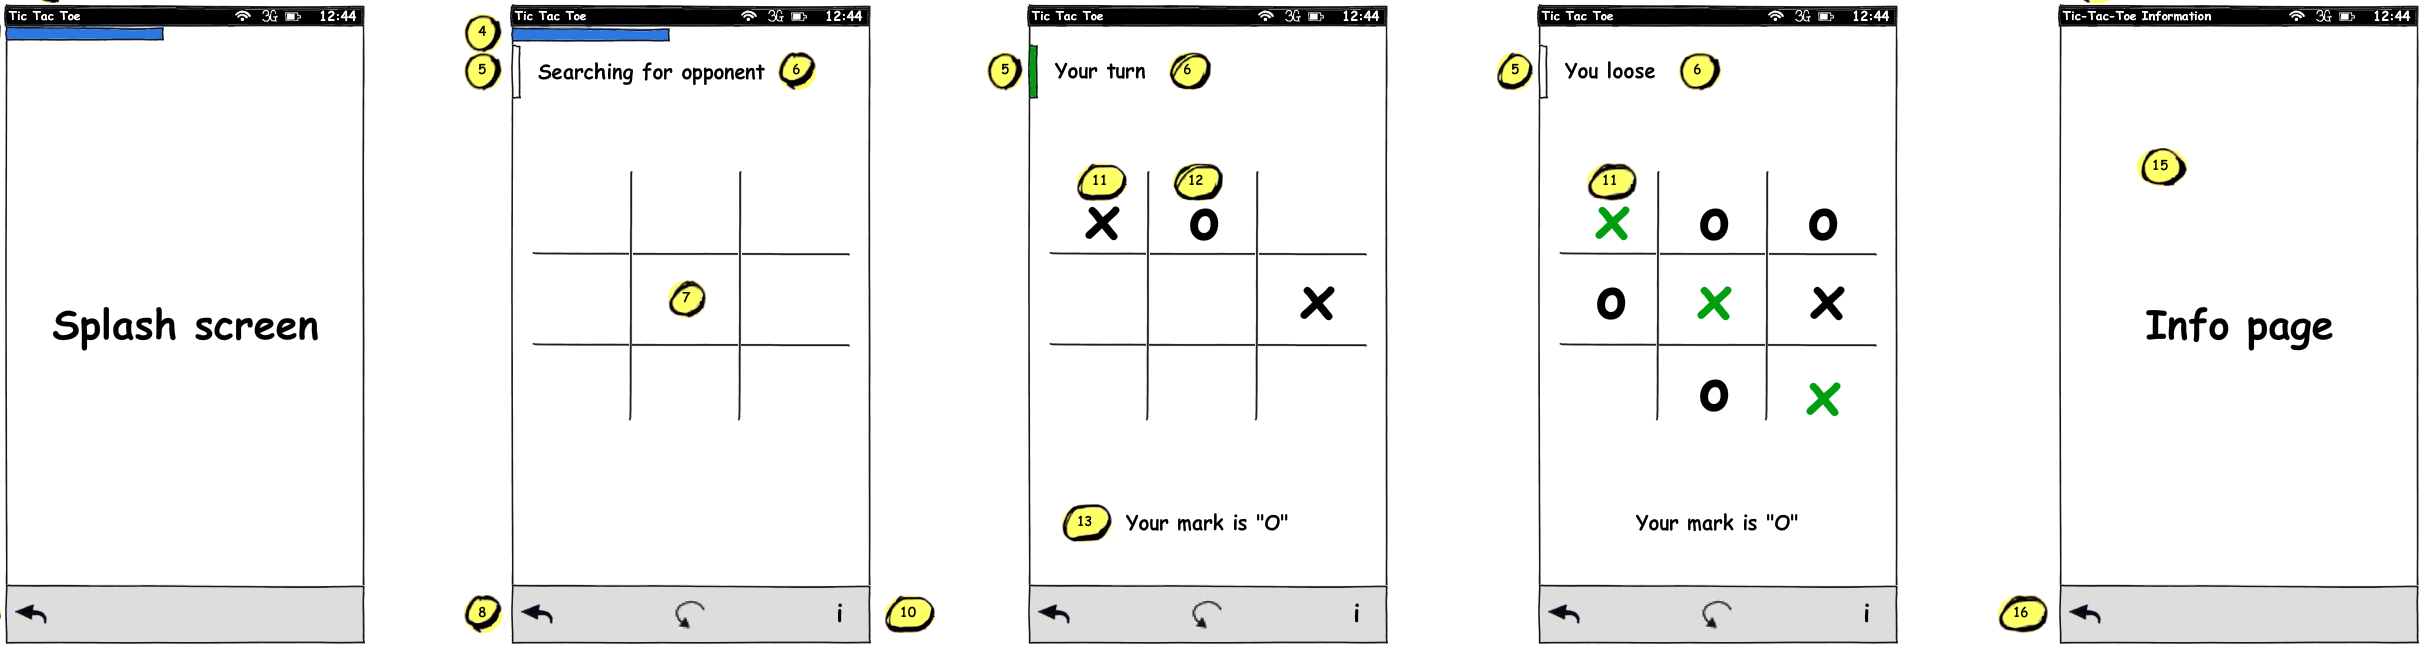 Tic Tac Toe 3G 12:44
Splash screen
Tic Tac Toe 3G 12:44
4
5 Searching for opponent 6
7
8 i 10
Tic Tac Toe 3G 12:44
5 Your turn 6
11 12
X O
X
13 Your mark is "O"
i
Tic Tac Toe 3G 12:44
5 You loose 6
11
X O O
O X X
O X
Your mark is "O"
i
Tic-Tac-Toe Information 3G 12:44
15
Info page
16